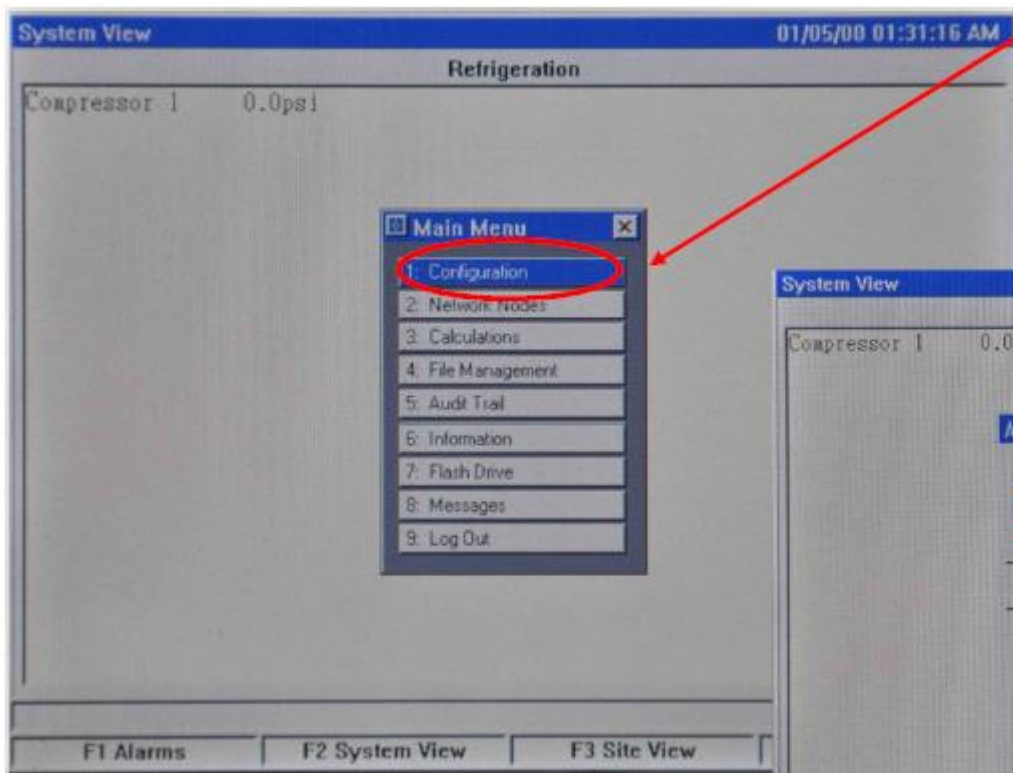 System View 01/05/00 01:31:16 AM
Refrigeration
Compressor 1 0.0psi
Main Menu
1: Configuration
2: Network Nodes
3: Calculations
4: File Management
5: Audit Trail
6: Information
7: Flash Drive
8: Messages
9: Log Out
System View
Compressor 1 0.0
A
F1 Alarms F2 System View F3 Site View